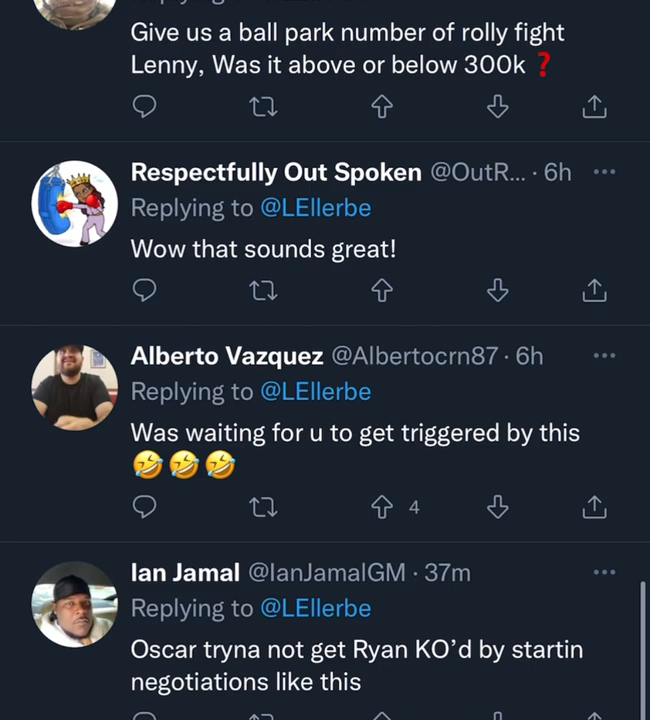 Give us a ball park number of rolly fight
Lenny, Was it above or below 300k ❓
Respectfully Out Spoken @OutR... · 6h
Replying to @LEllerbe
Wow that sounds great!
Alberto Vazquez @Albertocrn87 · 6h
Replying to @LEllerbe
Was waiting for u to get triggered by this
🤣🤣🤣
4
Ian Jamal @IanJamalGM · 37m
Replying to @LEllerbe
Oscar tryna not get Ryan KO’d by startin
negotiations like this